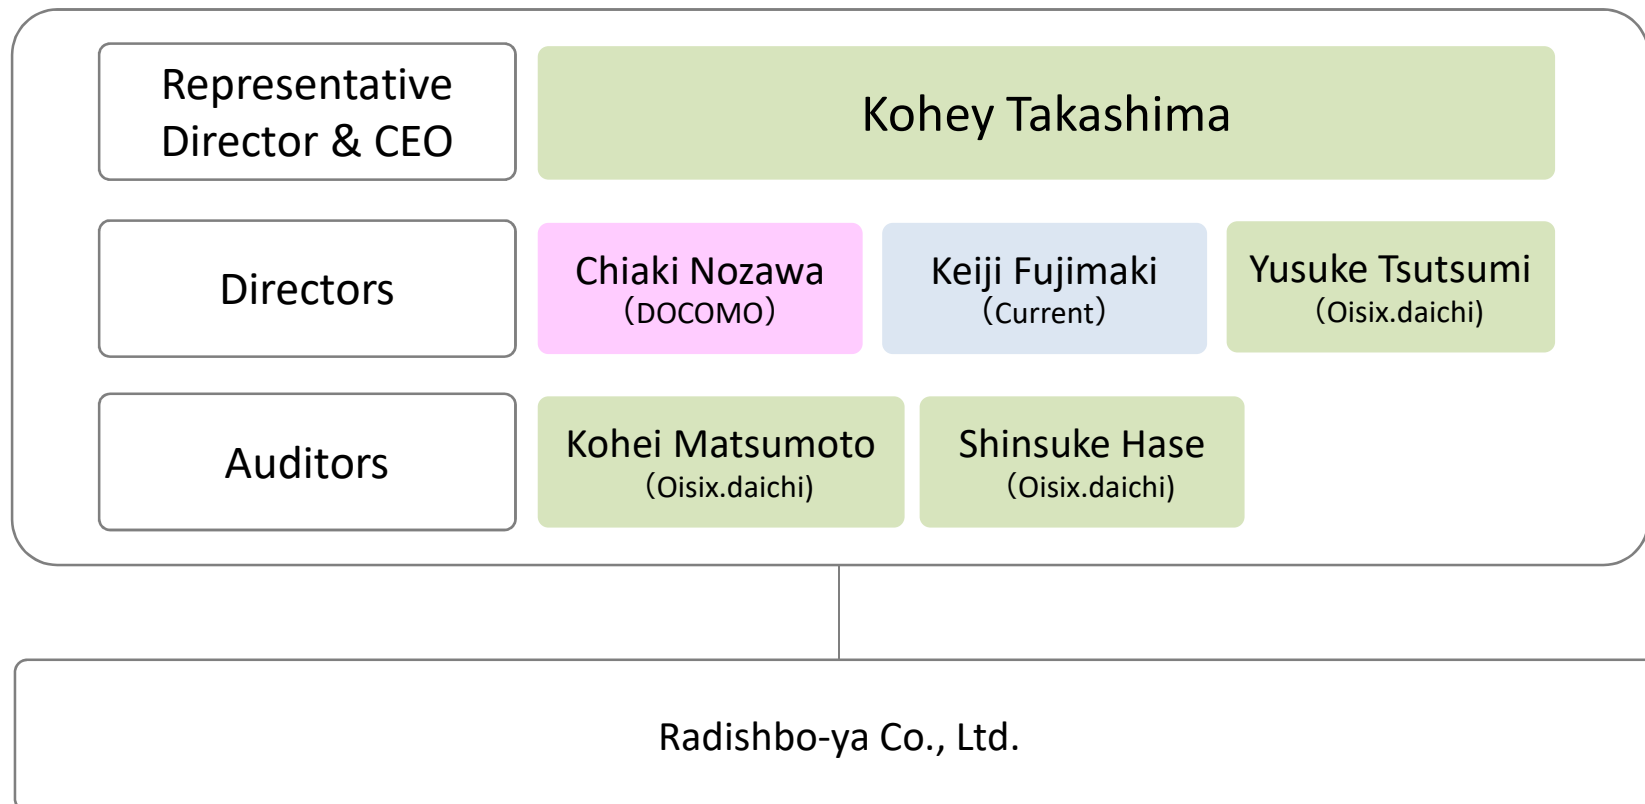 Representative
Director & CEO
Kohey Takashima
Directors
Chiaki Nozawa
（DOCOMO）
Keiji Fujimaki
（Current）
Yusuke Tsutsumi
（Oisix.daichi)
Auditors
Kohei Matsumoto
（Oisix.daichi)
Shinsuke Hase
（Oisix.daichi)
Radishbo-ya Co., Ltd.